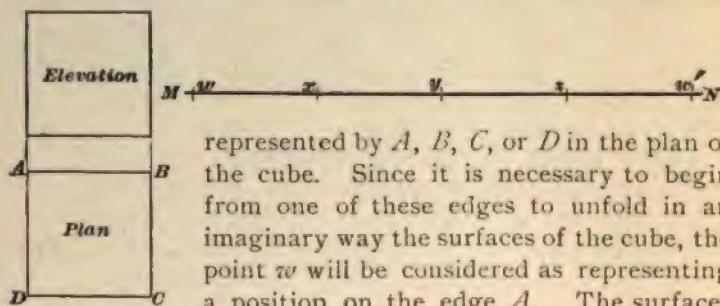 Elevation
M w x y z w' N
A B
Plan
D C
represented by A, B, C, or D in the plan o
the cube. Since it is necessary to begi
from one of these edges to unfold in a
imaginary way the surfaces of the cube, th
point w will be considered as representing
a position on the edge A. The surface